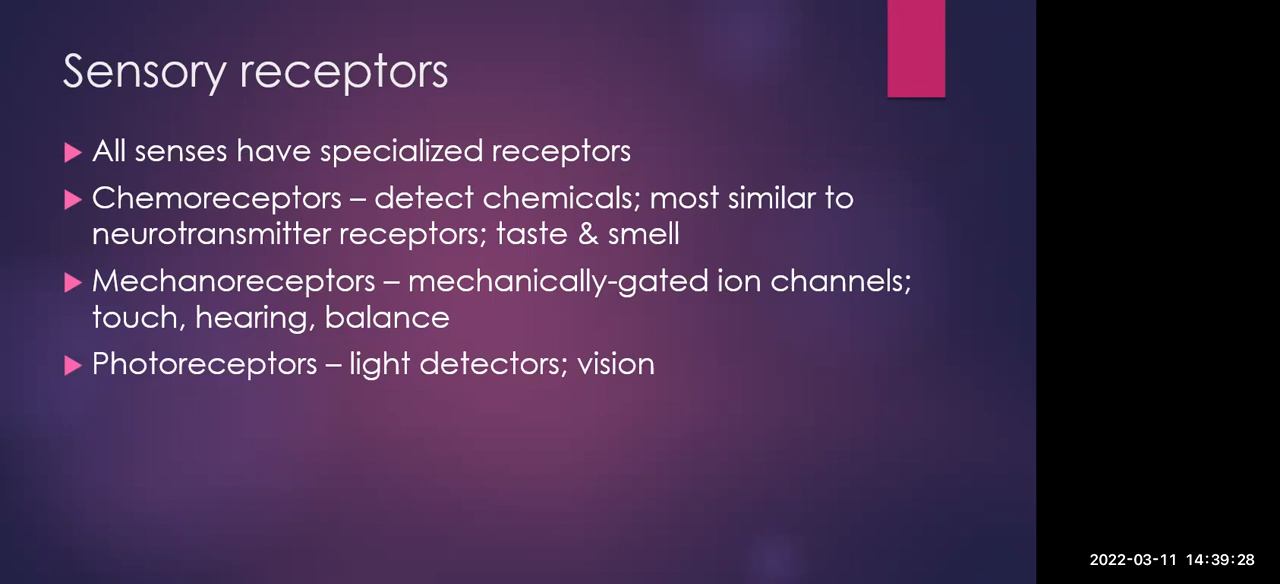 Sensory receptors
All senses have specialized receptors
Chemoreceptors – detect chemicals; most similar to
neurotransmitter receptors; taste & smell
Mechanoreceptors – mechanically-gated ion channels;
touch, hearing, balance
Photoreceptors – light detectors; vision
2022-03-11 14:39:28